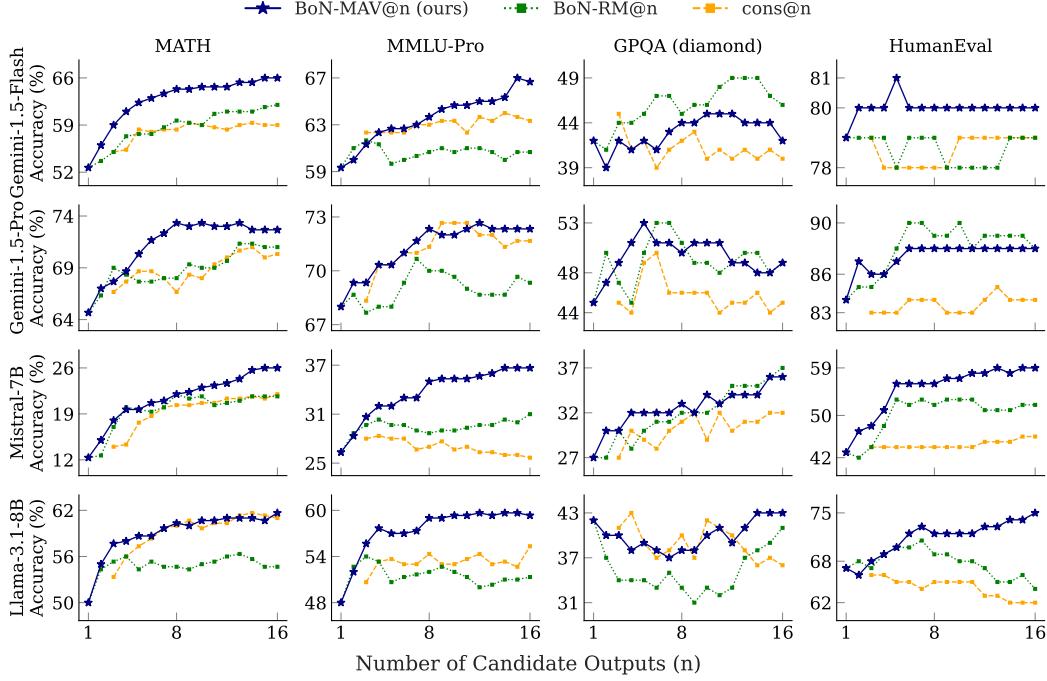 BoN-MAV@n (ours) BoN-RM@n cons@n
MATH MMLU-Pro GPQA (diamond) HumanEval
Gemini-1.5-Flash
Accuracy (%)
66 59 52
67 63 59
49 44 39
81 80 78
Gemini-1.5-Pro
Accuracy (%)
74 69 64
73 70 67
53 48 44
90 86 83
Mistral-7B
Accuracy (%)
26 19 12
37 31 25
37 32 27
59 50 42
Llama-3.1-8B
Accuracy (%)
62 56 50
60 54 48
43 37 31
75 68 62
1 8 16 1 8 16 1 8 16 1 8 16
Number of Candidate Outputs (n)